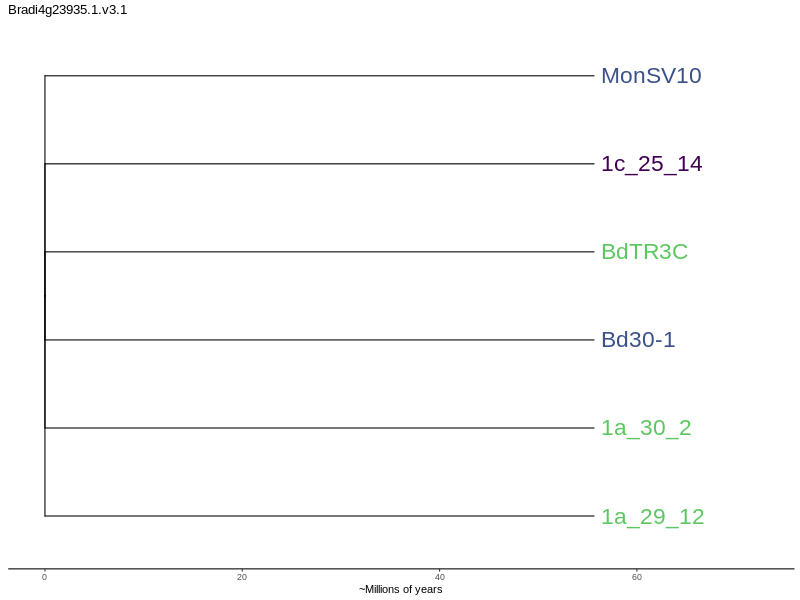 Bradi4g23935.1.v3.1
MonSV10
1c_25_14
BdTR3C
Bd30-1
1a_30_2
1a_29_12
0 20 40 60
~Millions of years